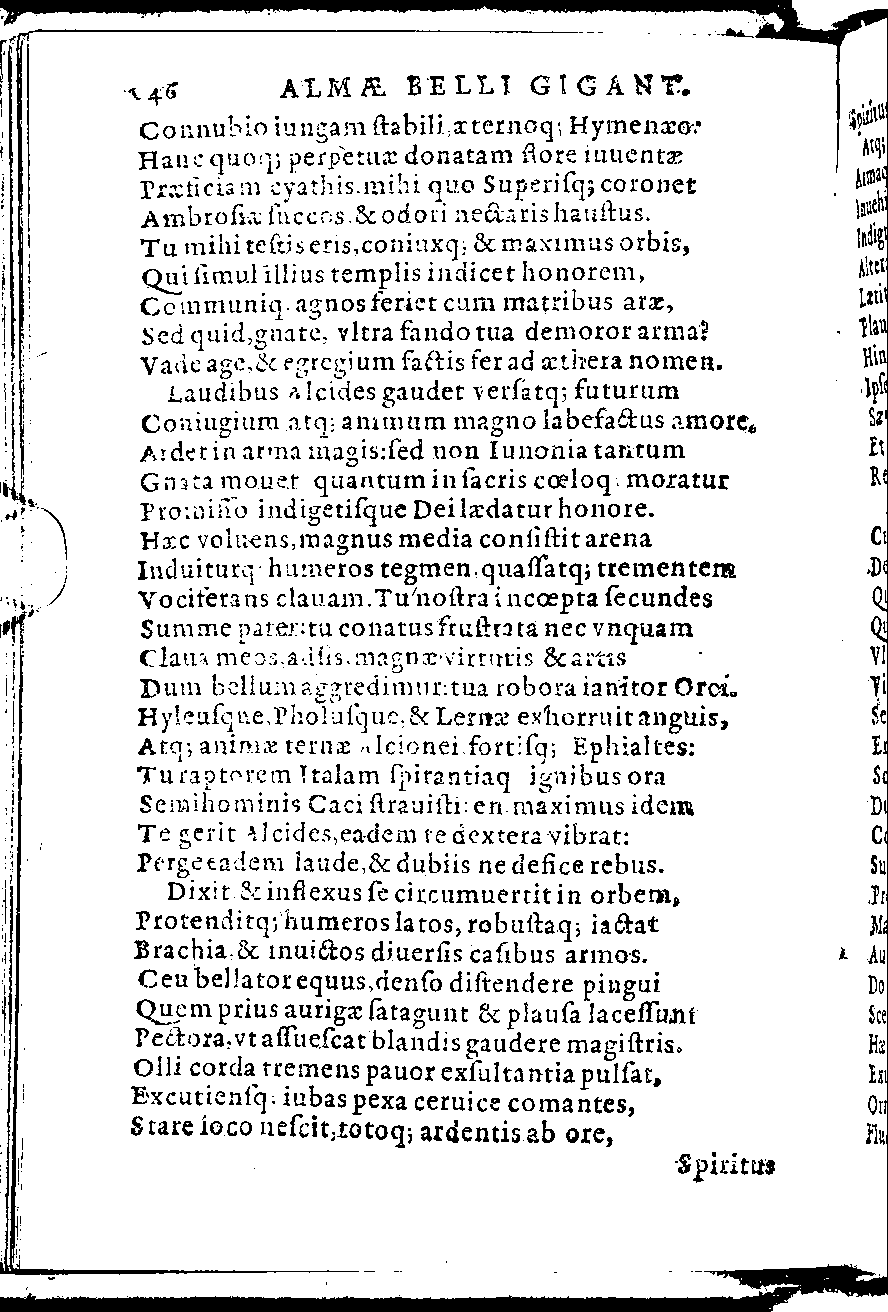 146 ALMÆ BELLI GIGANT.
Connubio iungam ſtabili,æternoq; Hymenæo:
Hanc quoq; perpetuæ donatam flore iuuentæ
Præficiam cyathis.mihi quo Superiſq; coronet
Ambroſiæ ſuccos,& odori nectaris hauſtus.
Tu mihi teſtis eris,coniuxq; & maximus orbis,
Qui ſimul illius templis indicet honorem,
Communiq. agnos feriet cum matribus aræ,
Sed quid,gnate, vltra fando tua demoror arma?
Vade age,& egregium factis fer ad æthera nomen.
Laudibus Alcides gaudet verſatq; futurum
Coniugium atq; animum magno labefactus amore,
Ardet in arma magis:ſed non Iunonia tantum
Gnata mouet quantum in ſacris cœloq; moratur
Promiſſo indigetiſque Dei lædatur honore.
Hæc voluens,magnus media conſiſtit arena
Induiturq; humeros tegmen,quaſſatq; trementem
Vociferans clauam.Tu noſtra incœpta ſecundes
Summe pater:tu conatus fruſtrata nec vnquam
Claua meos,adſis,magnæ virtutis & artis
Dum bellum aggredimur:tua robora ianitor Orci.
Hyleuſque,Pholuſque,& Lernæ exhorruit anguis,
Atq; animæ ternæ Alcionei fortiſq; Ephialtes:
Tu raptorem Italam ſpirantiaq; ignibus ora
Semihominis Caci ſtrauiſti:en maximus idem
Te gerit Alcides,eadem te dextera vibrat:
Perge eadem laude,& dubiis ne defice rebus.
Dixit & inflexus ſe circumuertit in orbem,
Protenditq; humeros latos, robuſtaq; iactat
Brachia,& inuictos diuerſis caſibus armos.
Ceu bellator equus,denſo diſtendere pingui
Quem prius aurigæ ſatagunt & plauſa laceſſunt
Pectora,vt aſſueſcat blandis gaudere magiſtris.
Olli corda tremens pauor exſultantia pulſat,
Excutienſq; iubas pexa ceruice comantes,
Stare loco neſcit,totoq; ardentis ab ore,
Spiritus